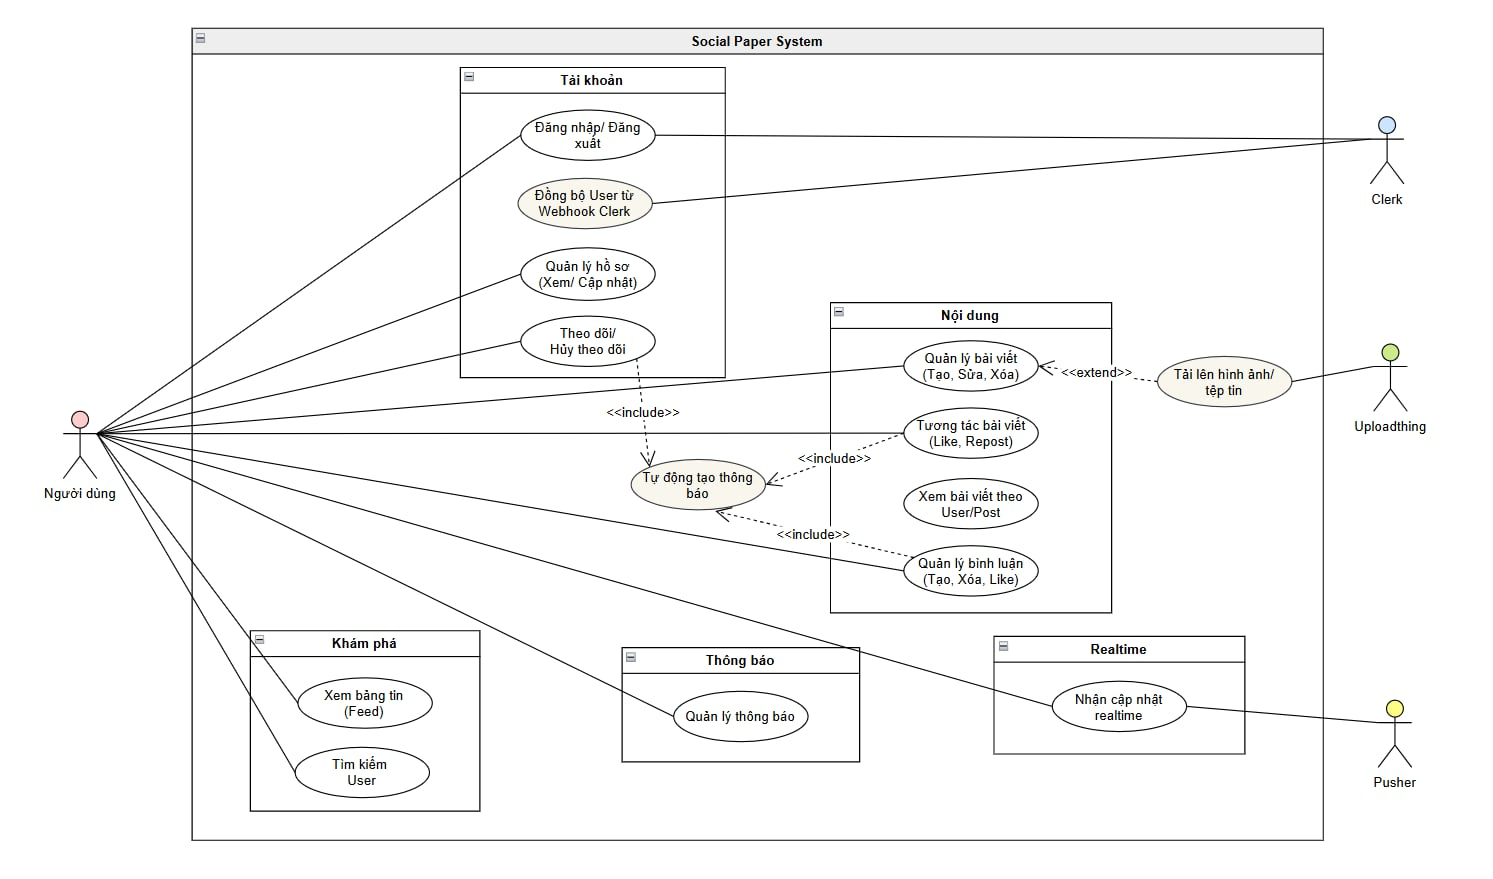 Social Paper System
Tài khoản
Đăng nhập/ Đăng
xuất
Đồng bộ User từ
Webhook Clerk
Quản lý hồ sơ
(Xem/ Cập nhật)
Theo dõi/
Hủy theo dõi
Clerk
Nội dung
Quản lý bài viết
(Tạo, Sửa, Xóa)
<<extend>>
Tải lên hình ảnh/
tệp tin
Uploadthing
<<include>>
Tương tác bài viết
(Like, Repost)
<<include>>
Người dùng
Tự động tạo thông
báo
Xem bài viết theo
User/Post
<<include>>
Quản lý bình luận
(Tạo, Xóa, Like)
Khám phá
Xem bảng tin
(Feed)
Tìm kiếm
User
Thông báo
Quản lý thông báo
Realtime
Nhận cập nhật
realtime
Pusher